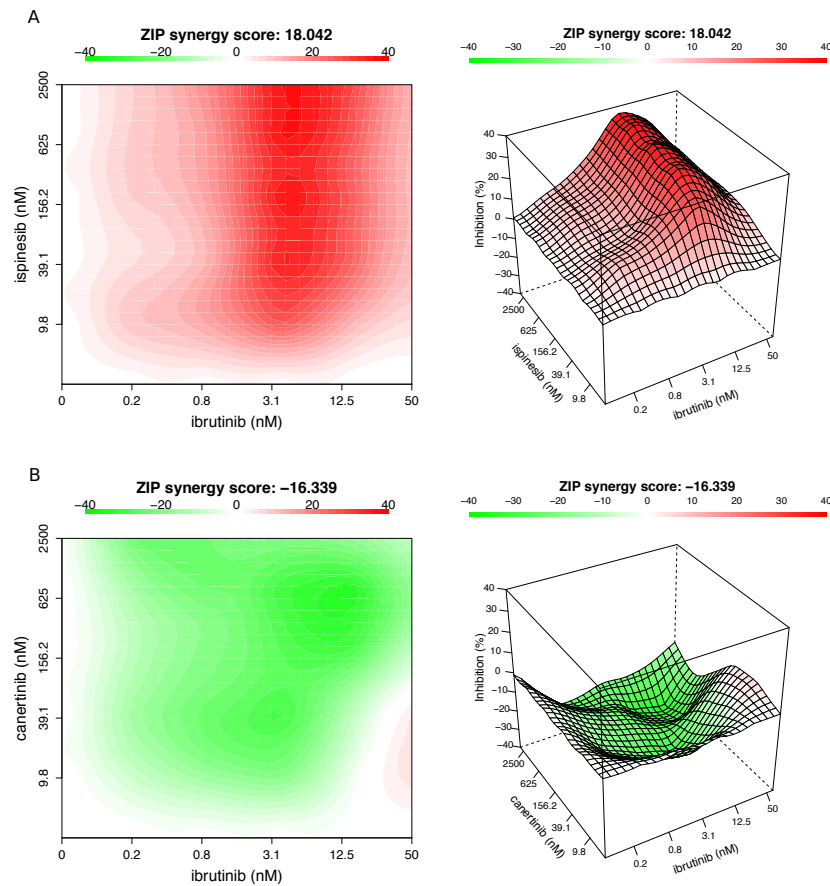 A
ZIP synergy score: 18.042
−40 −20 0 20 40
2500
625
156.2
39.1
9.8
ispinesib (nM)
0 0.2 0.8 3.1 12.5 50
ibrutinib (nM)
ZIP synergy score: 18.042
−40 −30 −20 −10 0 10 20 30 40
40
30
20
10
0
−10
−20
−30
−40
Inhibition (%)
2500
625
156.2
39.1
9.8
ispinesib (nM)
0.2
0.8
3.1
12.5
50
ibrutinib (nM)
B
ZIP synergy score: −16.339
−40 −20 0 20 40
2500
625
156.2
39.1
9.8
canertinib (nM)
0 0.2 0.8 3.1 12.5 50
ibrutinib (nM)
ZIP synergy score: −16.339
−40 −30 −20 −10 0 10 20 30 40
40
30
20
10
0
−10
−20
−30
−40
Inhibition (%)
2500
625
156.2
39.1
9.8
canertinib (nM)
0.2
0.8
3.1
12.5
50
ibrutinib (nM)